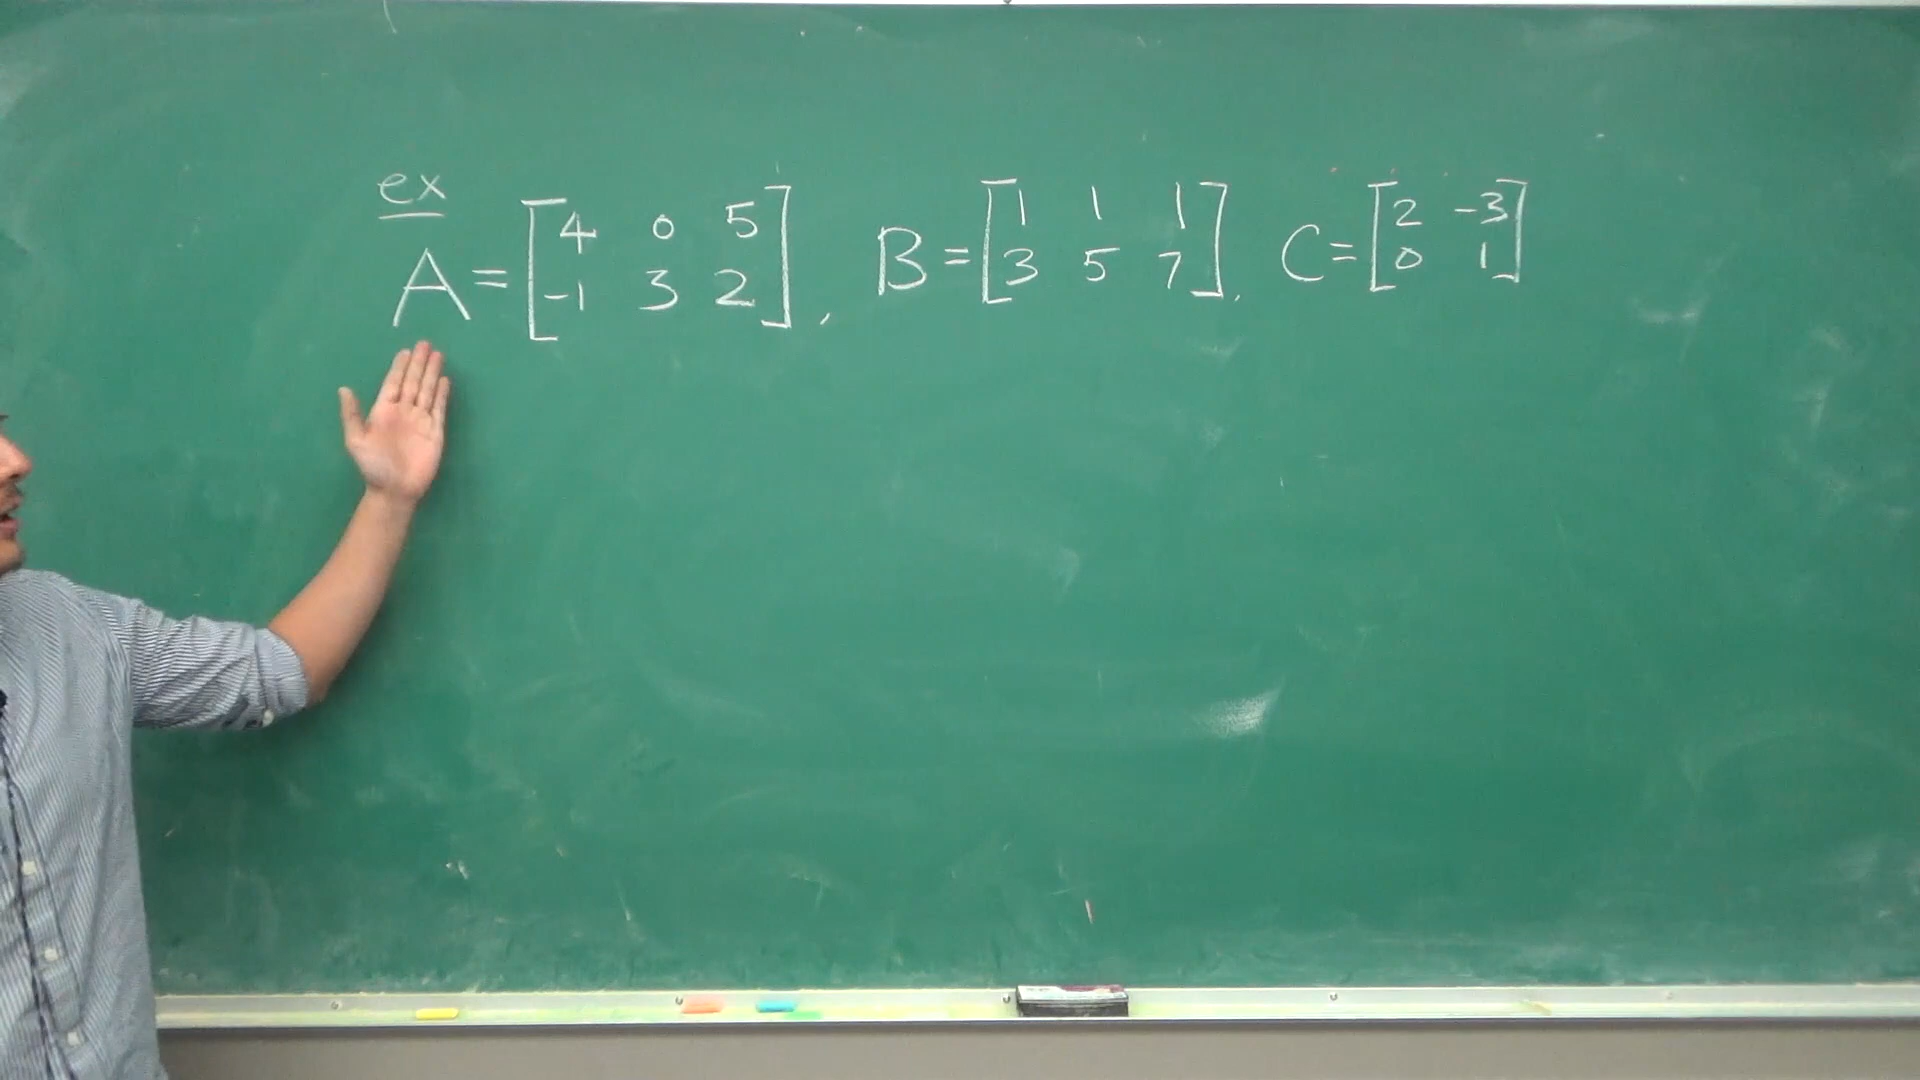 ex
A = [4 0 5
-1 3 2], B = [1 1 1
3 5 7], C = [2 -3
0 1]